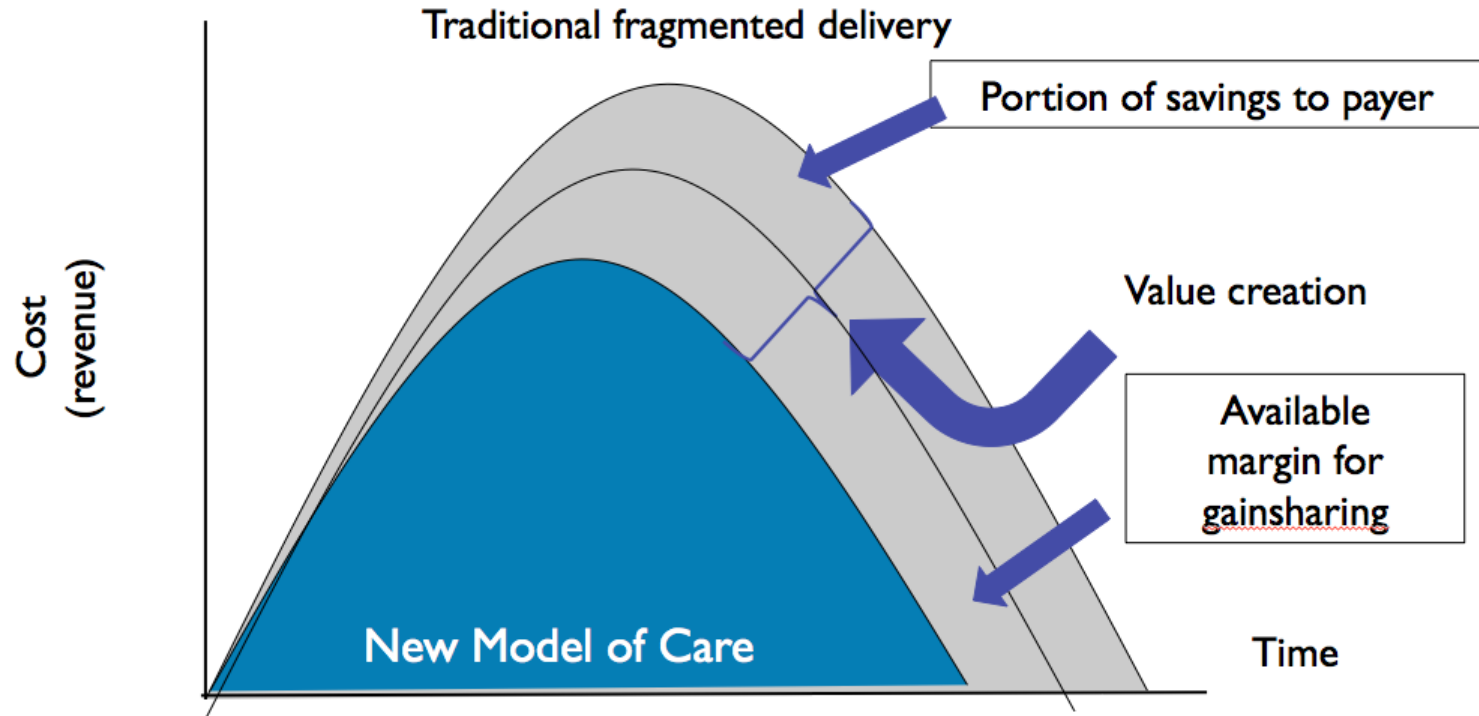 Traditional fragmented delivery
Portion of savings to payer
Cost
(revenue)
Value creation
Available
margin for
gainsharing
New Model of Care
Time